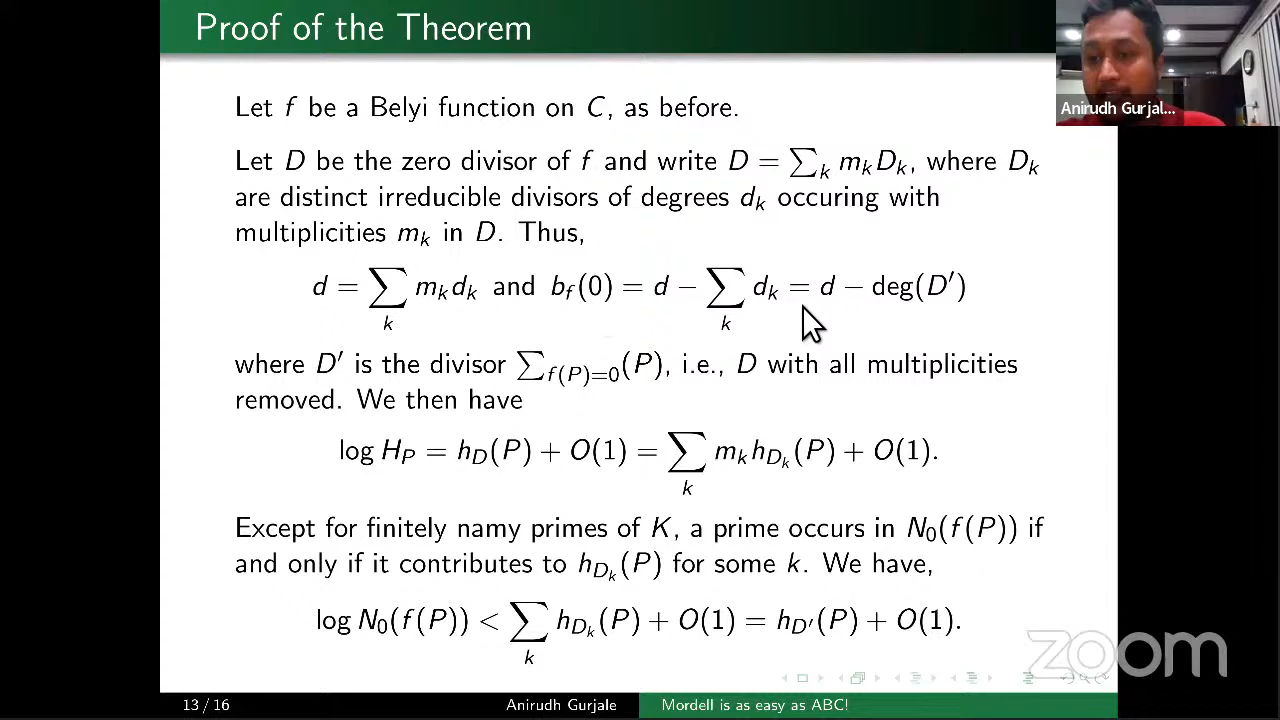 Proof of the Theorem
Anirudh Gurjal...
Let f be a Belyi function on C, as before.
Let D be the zero divisor of f and write D = ∑_k m_k D_k, where D_k
are distinct irreducible divisors of degrees d_k occuring with
multiplicities m_k in D. Thus,
d = ∑_k m_k d_k and b_f(0) = d − ∑_k d_k = d − deg(D′)
where D′ is the divisor ∑_{f(P)=0}(P), i.e., D with all multiplicities
removed. We then have
log H_P = h_D(P) + O(1) = ∑_k m_k h_{D_k}(P) + O(1).
Except for finitely namy primes of K, a prime occurs in N_0(f(P)) if
and only if it contributes to h_{D_k}(P) for some k. We have,
log N_0(f(P)) < ∑_k h_{D_k}(P) + O(1) = h_{D′}(P) + O(1).
zoom
13 / 16
Anirudh Gurjale
Mordell is as easy as ABC!